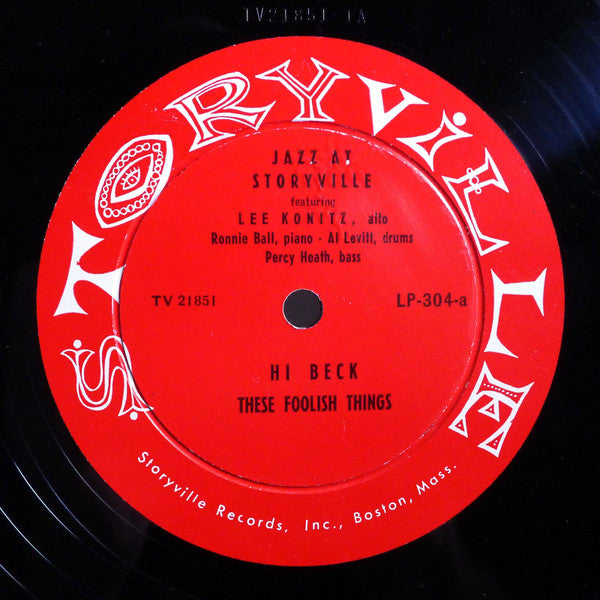 TV21851-1A
STORYVILLE
JAZZ AT
STORYVILLE
featuring
LEE KONITZ, alto
Ronnie Ball, piano - Al Levitt, drums
Percy Heath, bass
TV 21851
LP-304-a
HI BECK
THESE FOOLISH THINGS
Storyville Records, Inc., Boston, Mass.